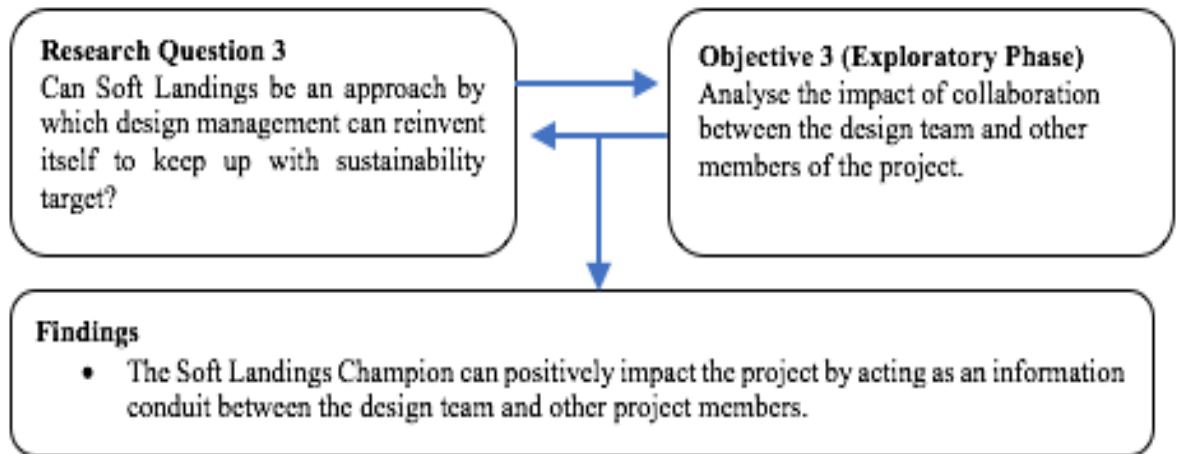 Research Question 3
Can Soft Landings be an approach by
which design management can reinvent
itself to keep up with sustainability
target?
Objective 3 (Exploratory Phase)
Analyse the impact of collaboration
between the design team and other
members of the project.
Findings
• The Soft Landings Champion can positively impact the project by acting as an information
conduit between the design team and other project members.